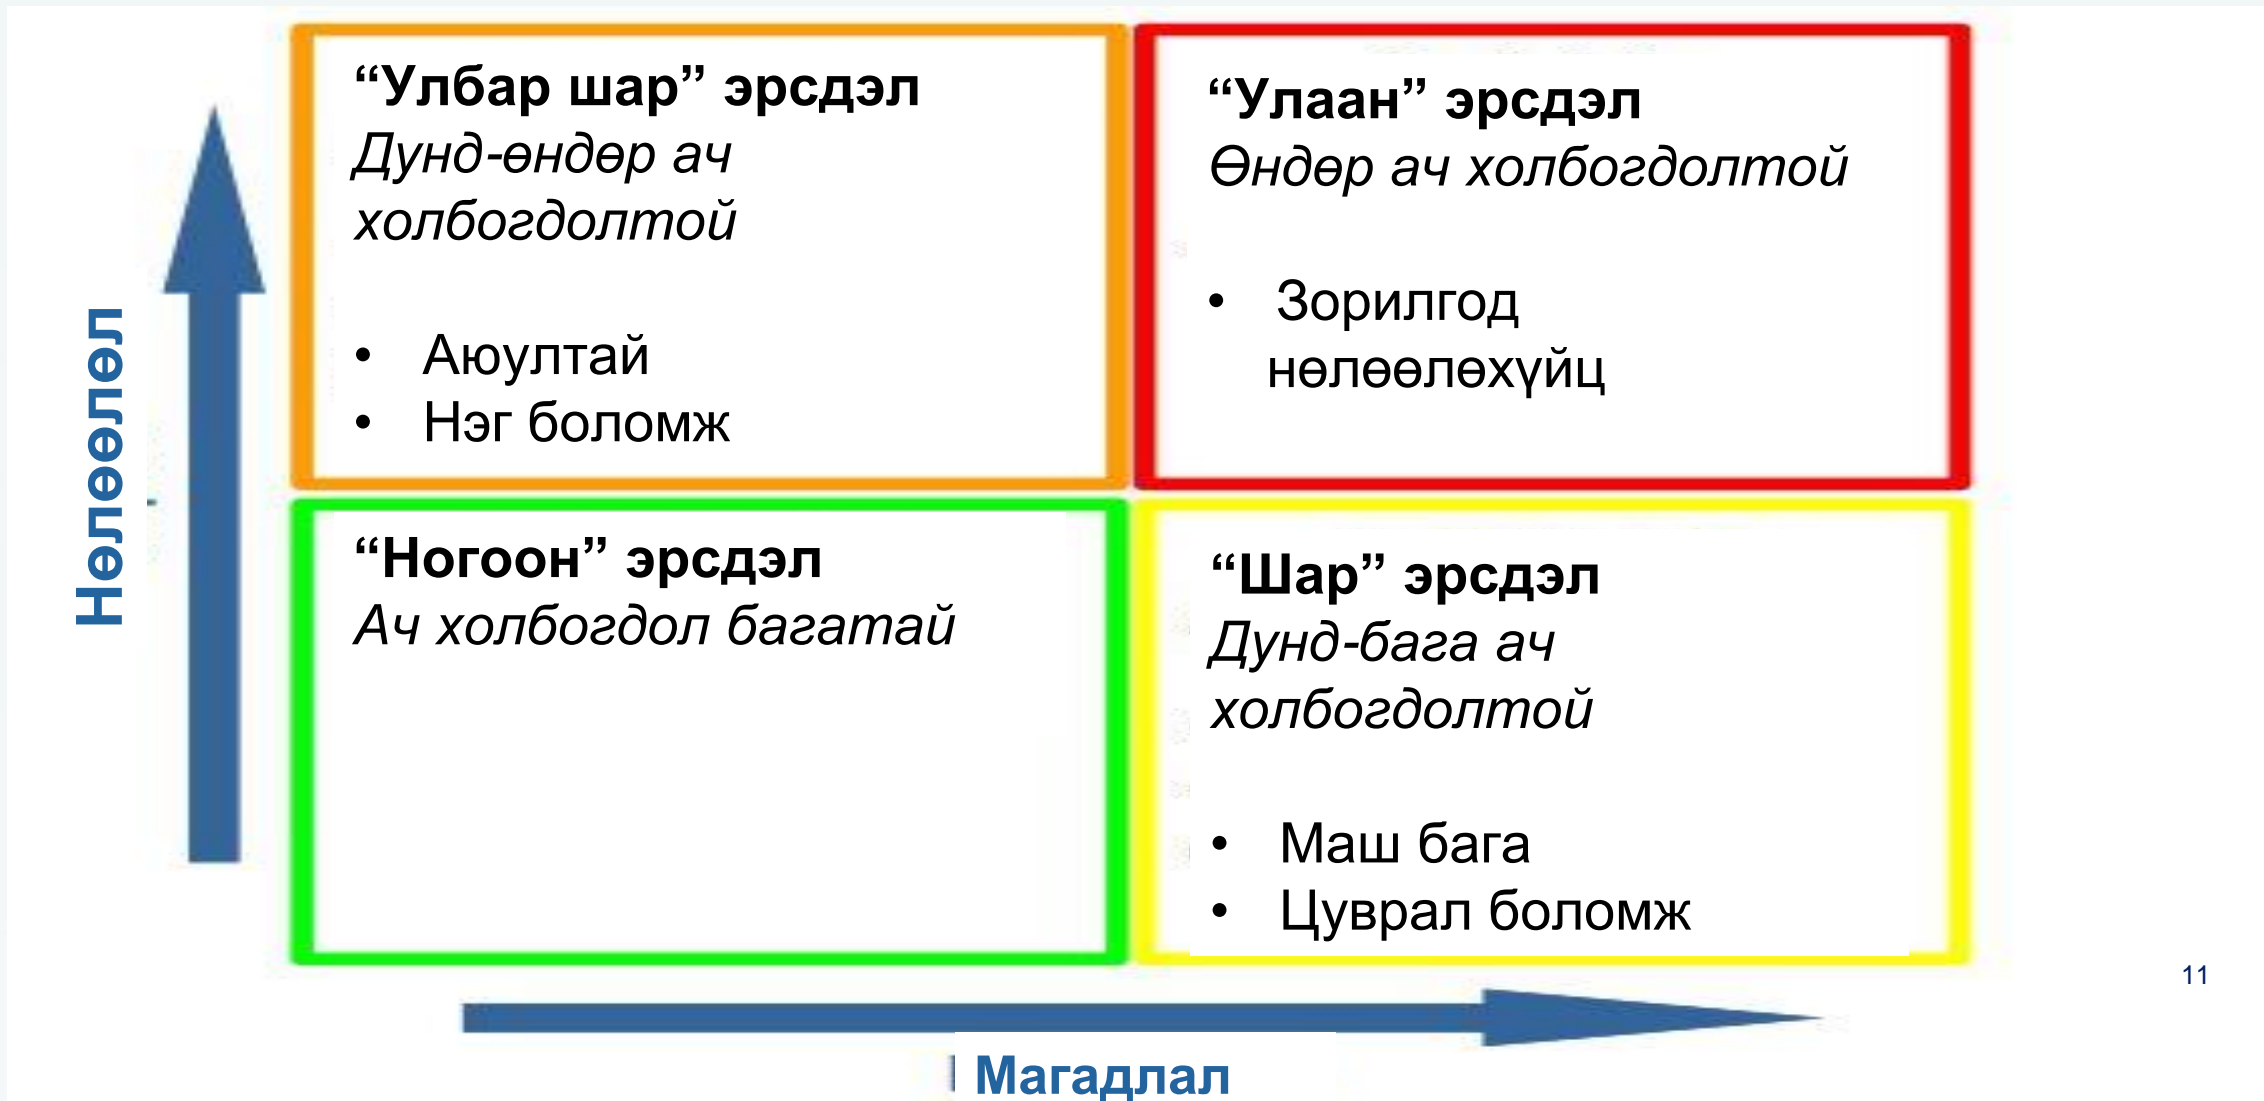 “Улбар шар” эрсдэл
Дунд-өндөр ач
холбогдолтой
• Аюултай
• Нэг боломж
“Улаан” эрсдэл
Өндөр ач холбогдолтой
• Зорилгод
нөлөөлөхүйц
Нөлөөлөл
“Ногоон” эрсдэл
Ач холбогдол багатай
“Шар” эрсдэл
Дунд-бага ач
холбогдолтой
• Маш бага
• Цуврал боломж
11
Магадлал